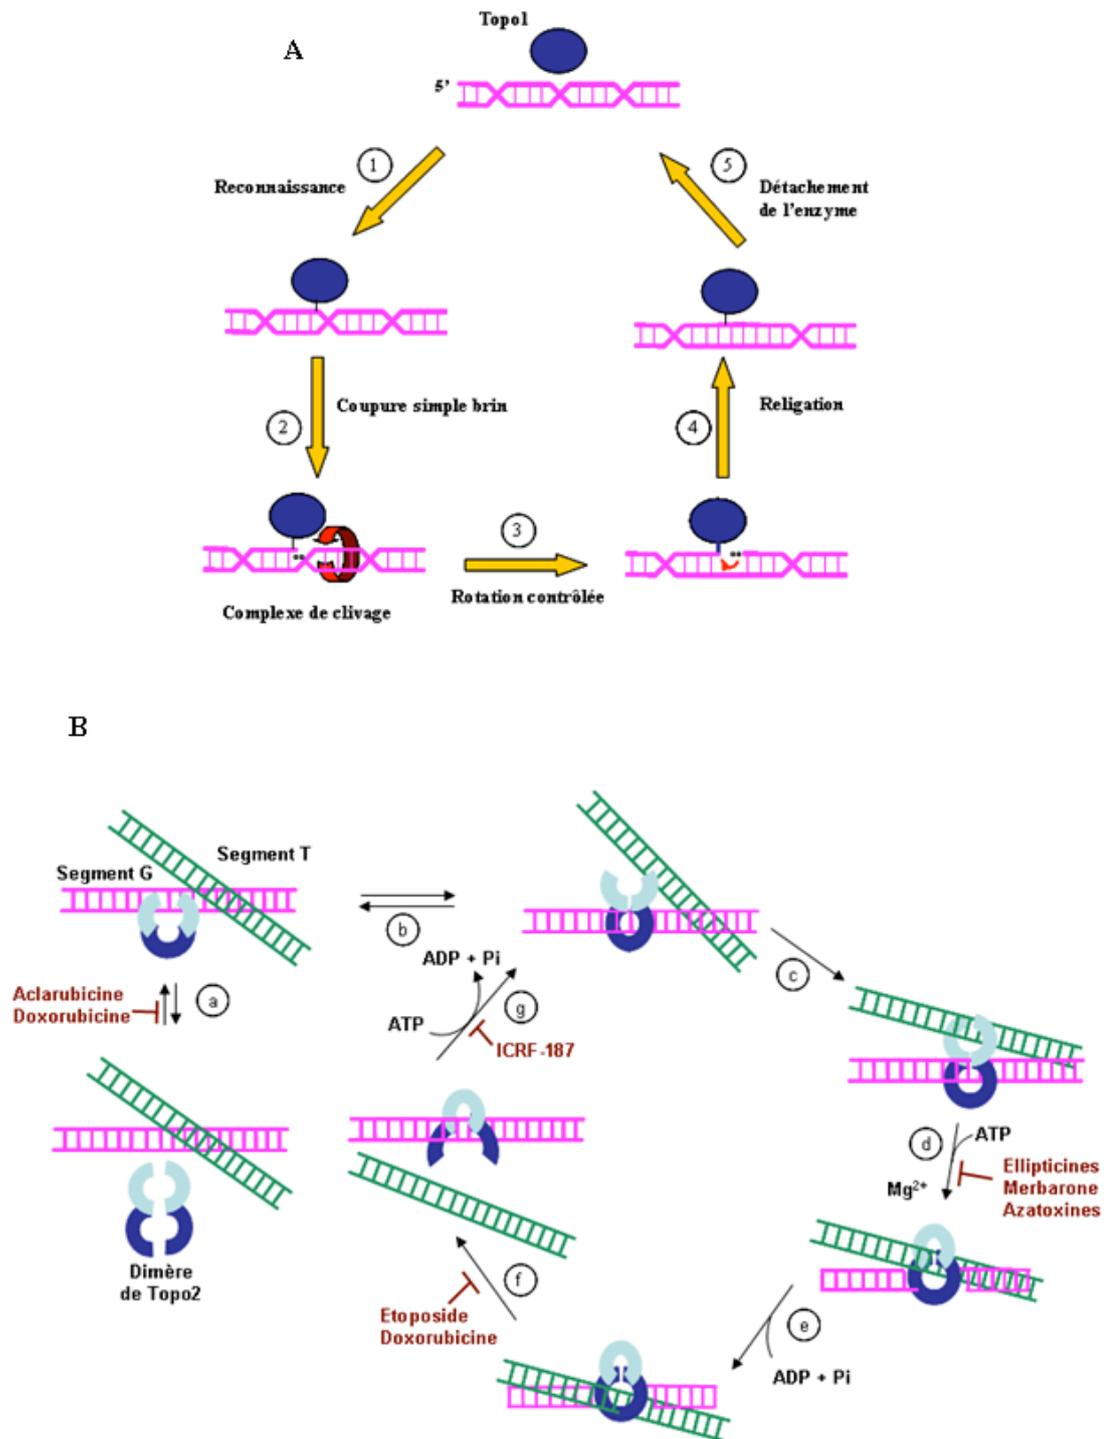 A
Topo1
5'
1
Reconnaissance
5
Détachement
de l'enzyme
2
Coupure simple brin
4
Religation
3
Rotation contrôlée
Complexe de clivage
B
Segment G
Segment T
b
ADP + Pi
ATP
g
ICRF-187
c
Aclarubicine
Doxorubicine
a
d
ATP
Mg²⁺
Ellipticines
Merbarone
Azatoxines
Dimère
de Topo2
f
Etoposide
Doxorubicine
e
ADP + Pi